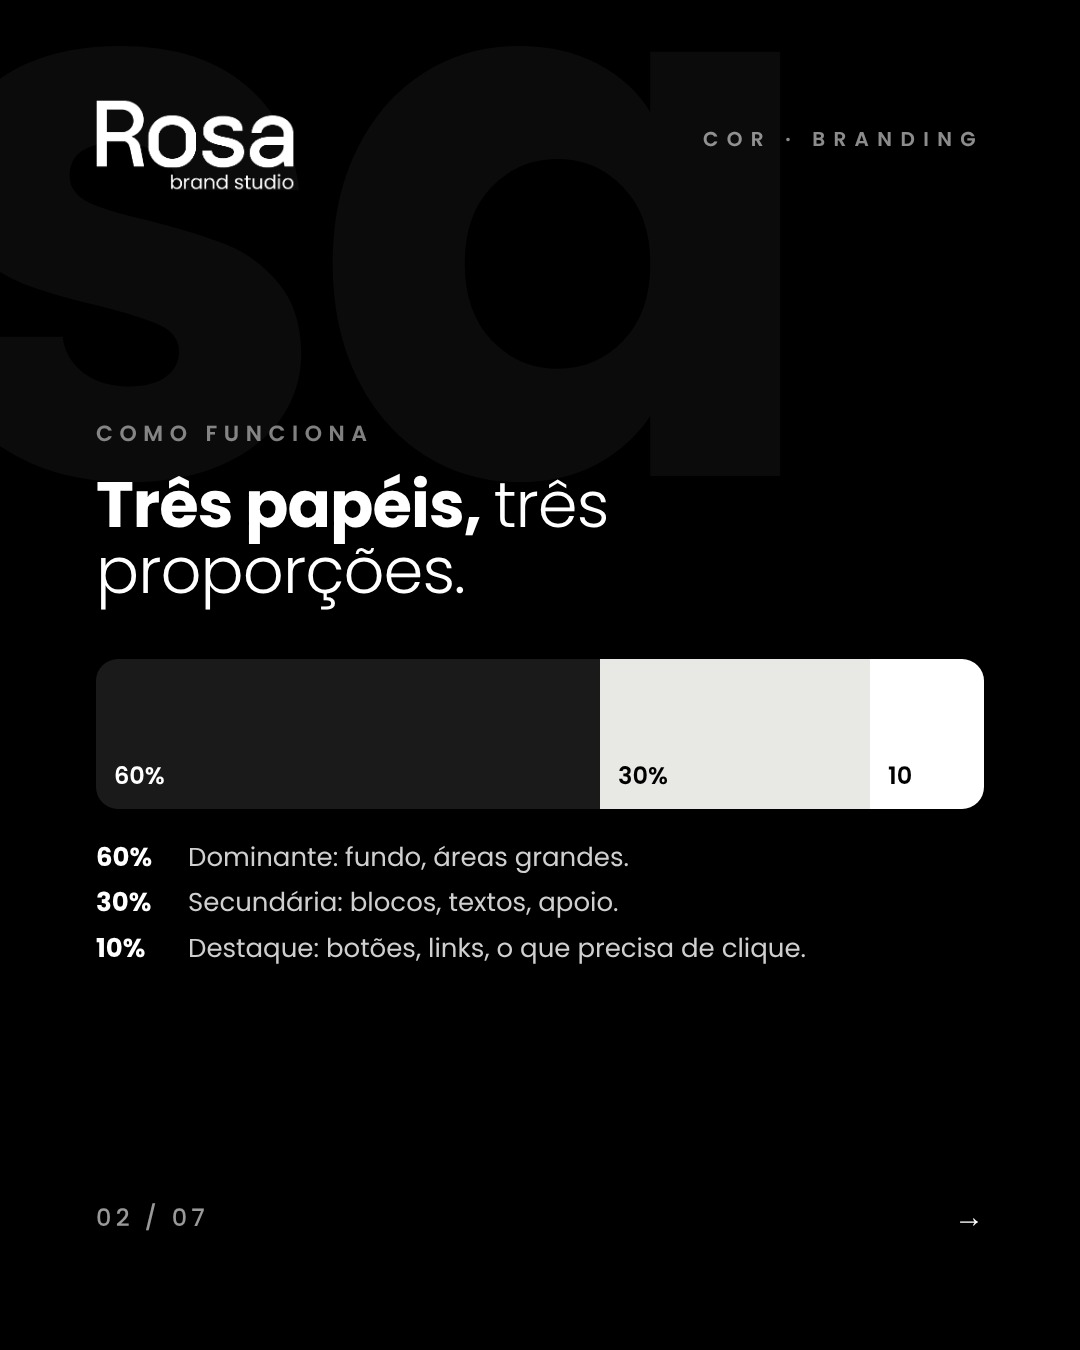 Rosa
brand studio
COR · BRANDING
sa
COMO FUNCIONA
Três papéis, três
proporções.
60%
30%
10
60% Dominante: fundo, áreas grandes.
30% Secundária: blocos, textos, apoio.
10% Destaque: botões, links, o que precisa de clique.
02 / 07
→